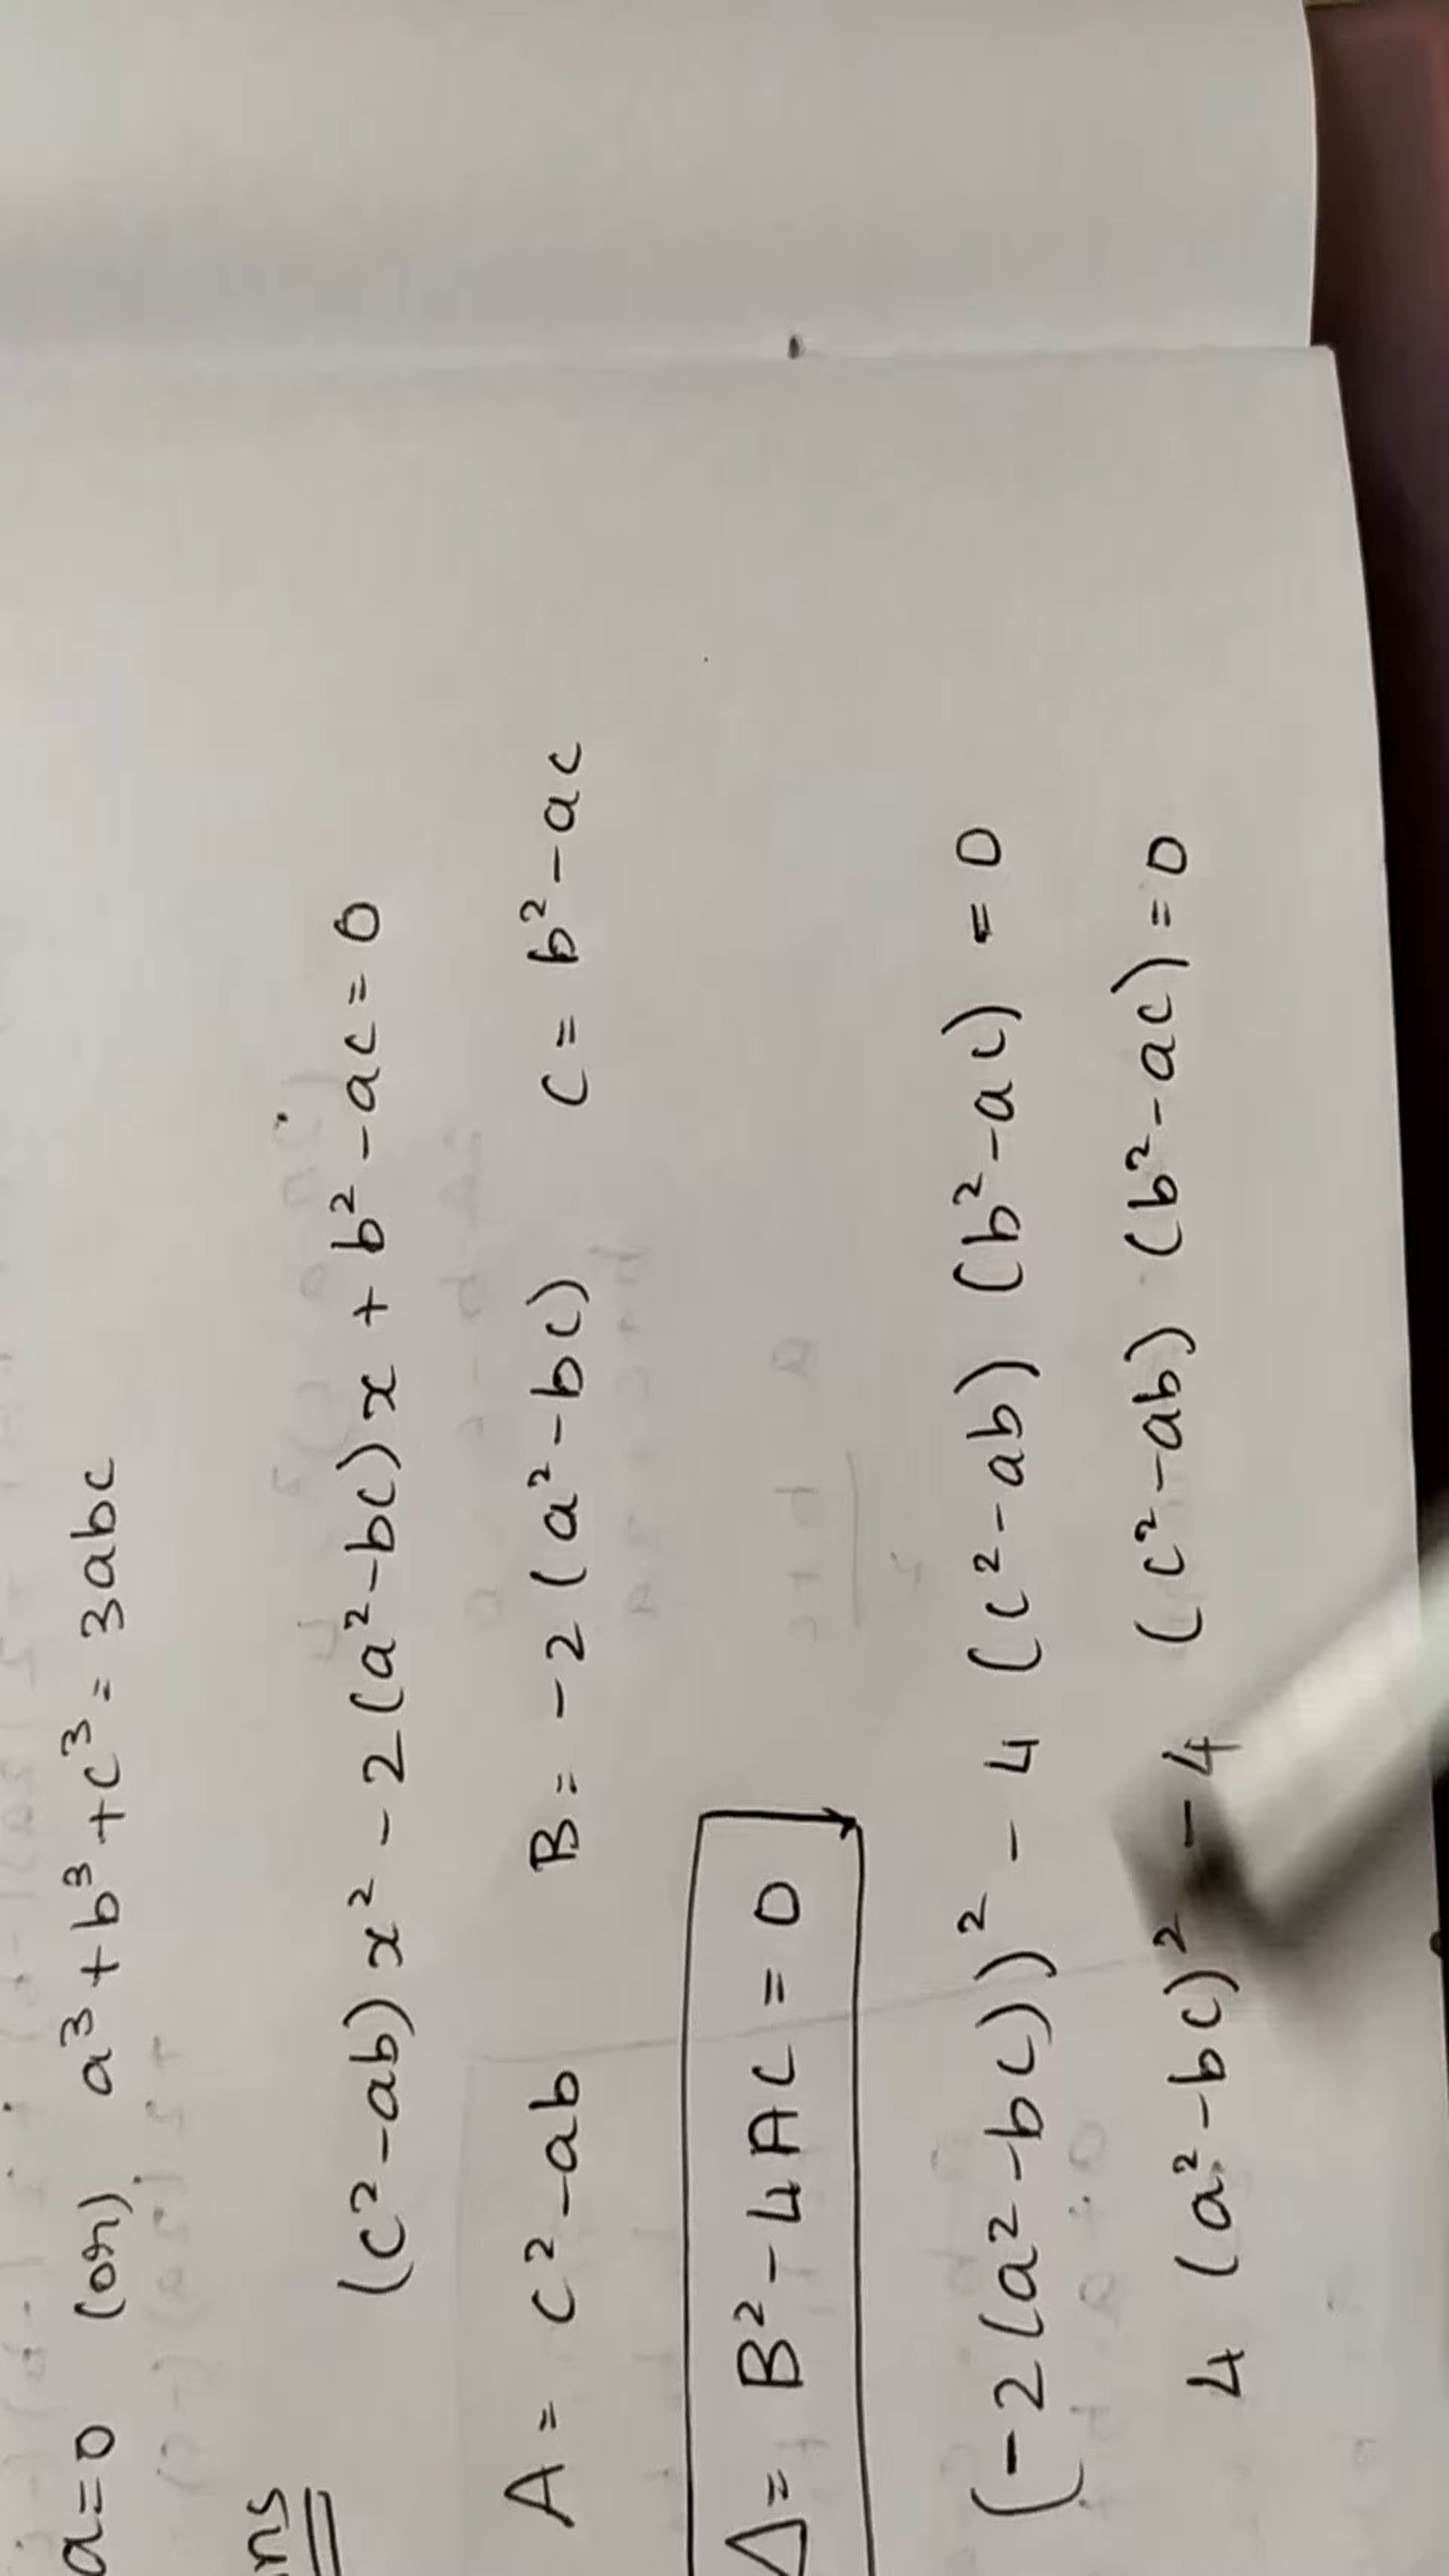 a=0 (or) a³+b³+c³=3abc
ns
(c²-ab)x²-2(a²-bc)x+b²-ac=0
A=c²-ab B=-2(a²-bc) C=b²-ac
Δ=B²-4AC=0
(-2(a²-bc))²-4(c²-ab)(b²-ac)=0
4(a²-bc)²-4(c²-ab)(b²-ac)=0